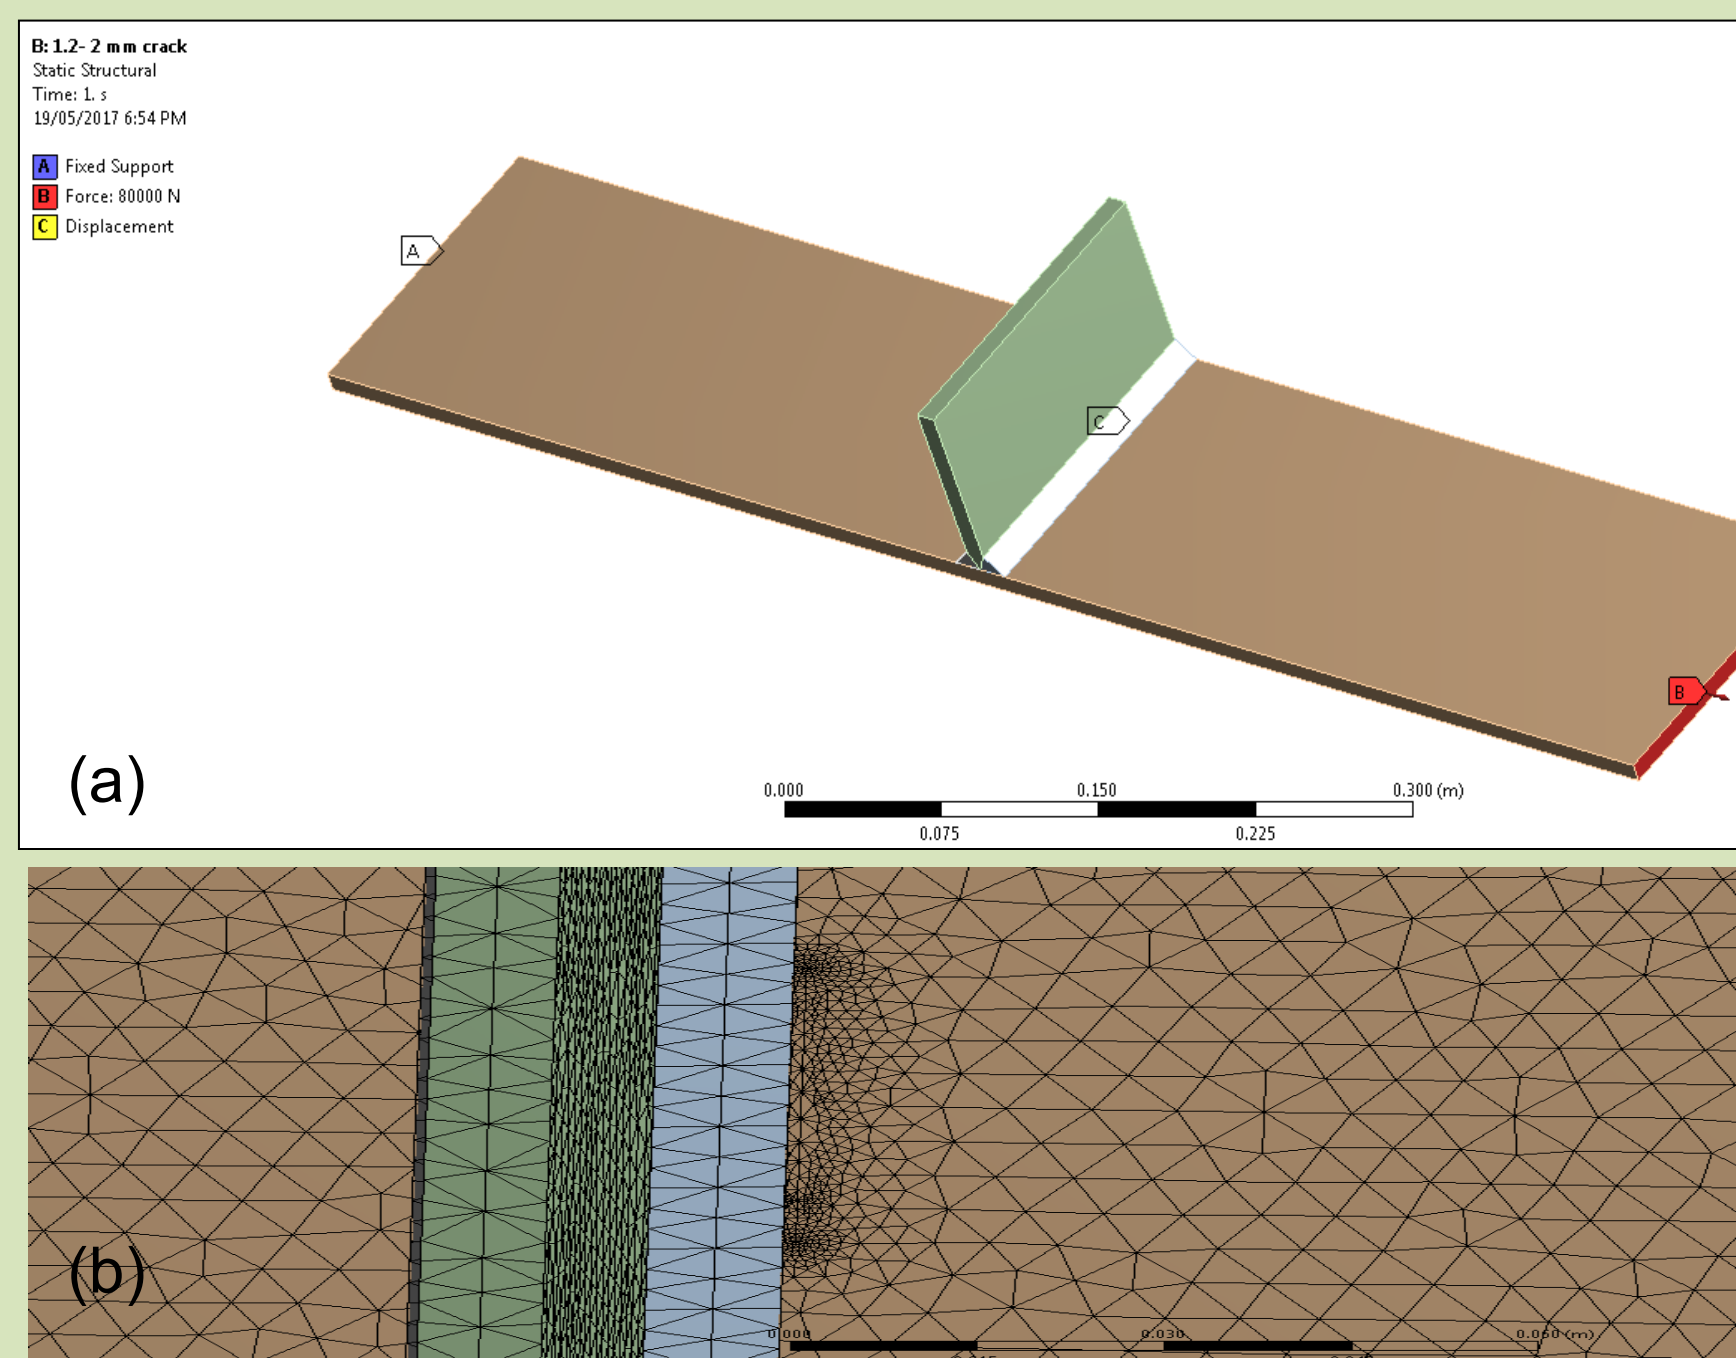 B: 1.2- 2 mm crack
Static Structural
Time: 1. s
19/05/2017 6:54 PM
A Fixed Support
B Force: 80000 N
C Displacement
A
C
B
(a)
0.000 0.150 0.300 (m)
0.075 0.225
(b)
0.000 0.030 0.060 (m)